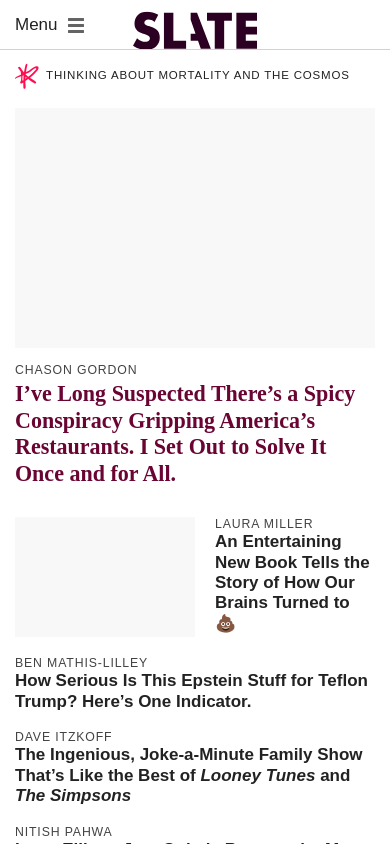 Menu
SLATE
THINKING ABOUT MORTALITY AND THE COSMOS
CHASON GORDON
I’ve Long Suspected There’s a Spicy
Conspiracy Gripping America’s
Restaurants. I Set Out to Solve It
Once and for All.
LAURA MILLER
An Entertaining
New Book Tells the
Story of How Our
Brains Turned to
💩
BEN MATHIS-LILLEY
How Serious Is This Epstein Stuff for Teflon
Trump? Here’s One Indicator.
DAVE ITZKOFF
The Ingenious, Joke-a-Minute Family Show
That’s Like the Best of Looney Tunes and
The Simpsons
NITISH PAHWA